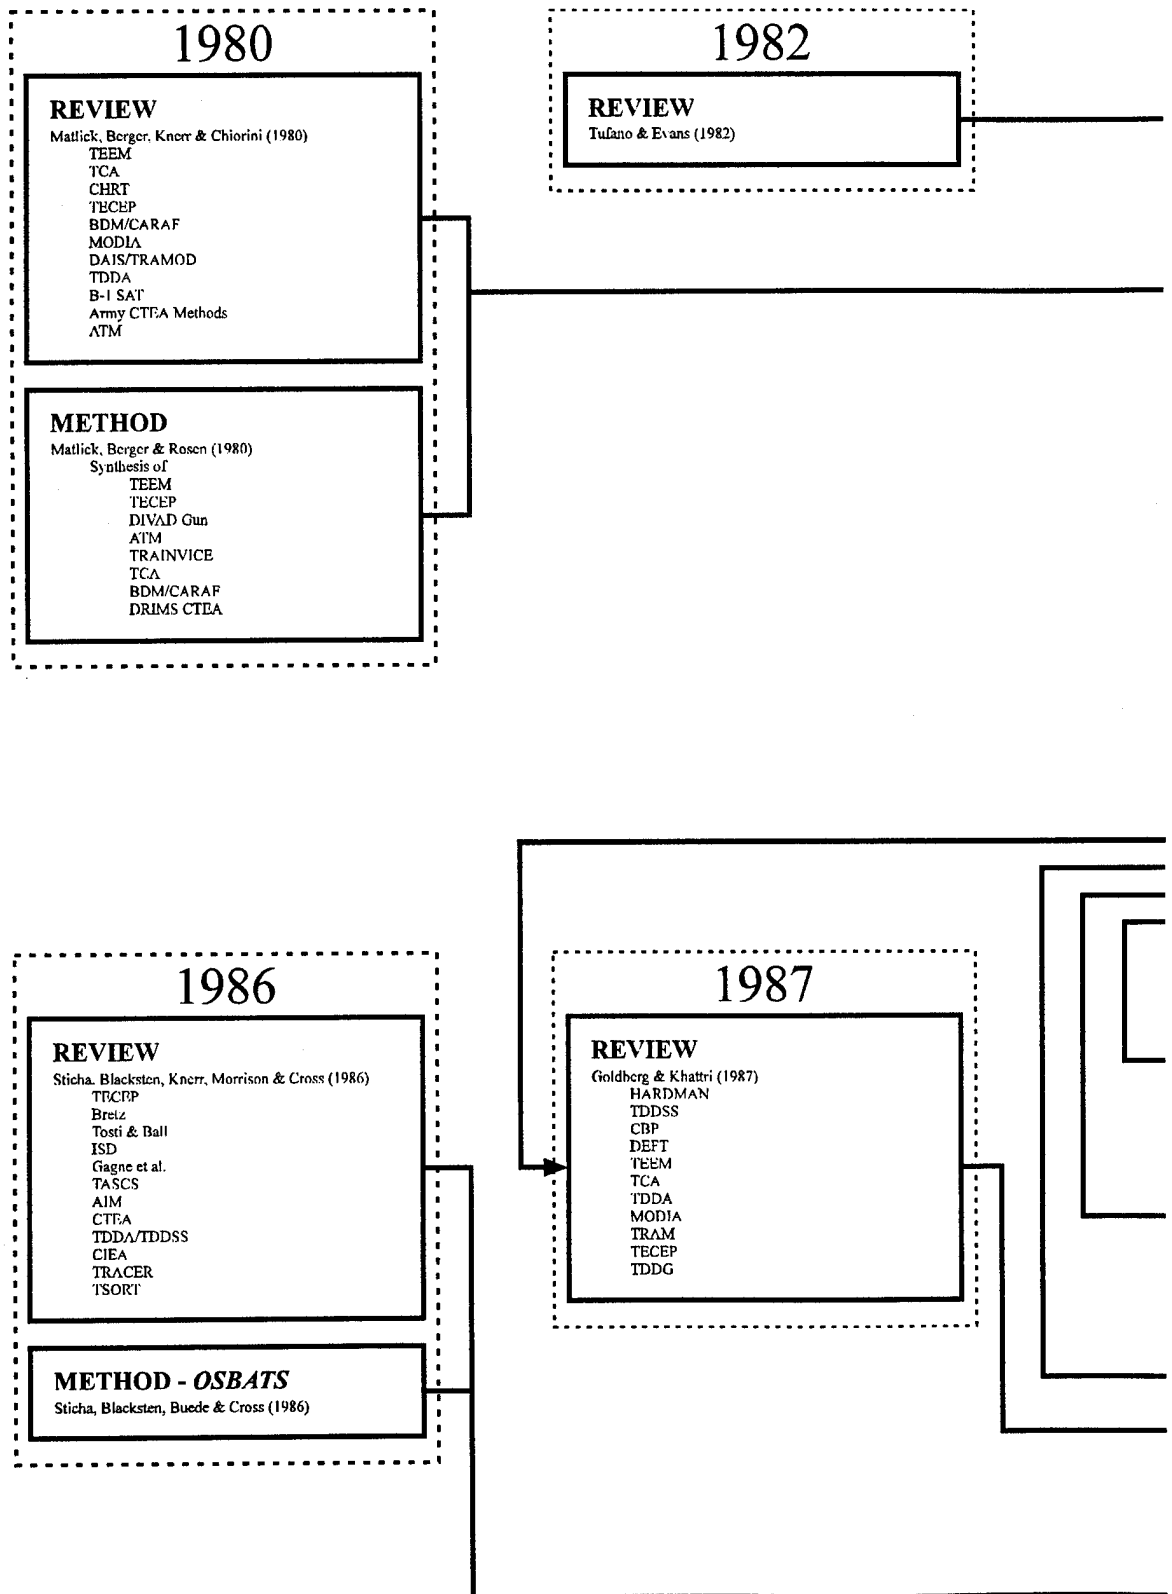 1980
REVIEW
Matlick, Berger, Knerr & Chiorini (1980)
TEEM
TCA
CHRT
TECEP
BDM/CARAF
MODIA
DAIS/TRAMOD
TDDA
B-1 SAT
Army CTEA Methods
ATM
METHOD
Matlick, Berger & Rosen (1980)
Synthesis of
TEEM
TECEP
DIVAD Gun
ATM
TRAINVICE
TCA
BDM/CARAF
DRIMS CTEA
1982
REVIEW
Tufano & Evans (1982)
1986
REVIEW
Sticha. Blacksten, Knerr, Morrison & Cross (1986)
TECEP
Bretz
Tosti & Ball
ISD
Gagne et al.
TASCS
AIM
CTEA
TDDA/TDDSS
CIEA
TRACER
TSORT
METHOD - OSBATS
Sticha, Blacksten, Buede & Cross (1986)
1987
REVIEW
Goldberg & Khattri (1987)
HARDMAN
TDDSS
CBP
DEFT
TEEM
TCA
TDDA
MODIA
TRAM
TECEP
TDDG